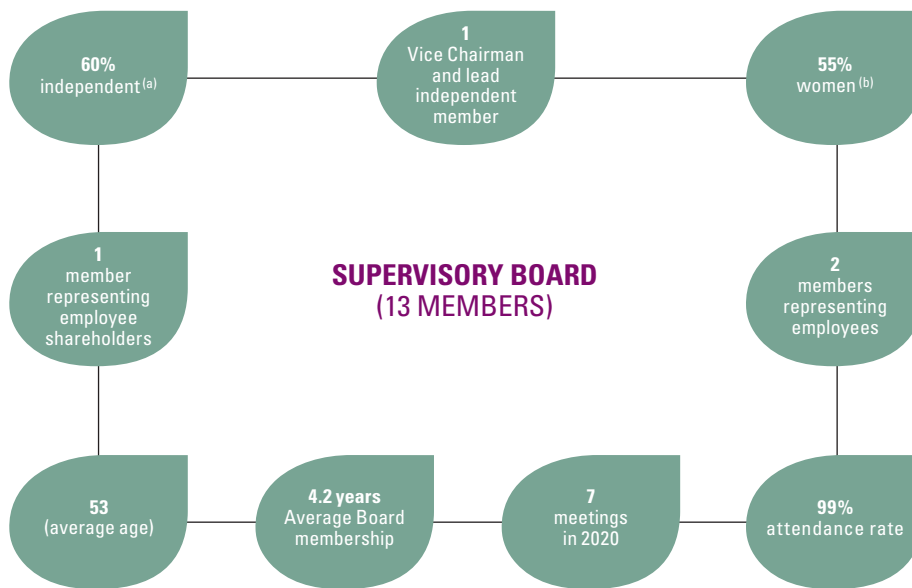 60%
independent (a)
1
Vice Chairman
and lead
independent
member
55%
women (b)
1
member
representing
employee
shareholders
SUPERVISORY BOARD
(13 MEMBERS)
2
members
representing
employees
53
(average age)
4.2 years
Average Board
membership
7
meetings
in 2020
99%
attendance rate